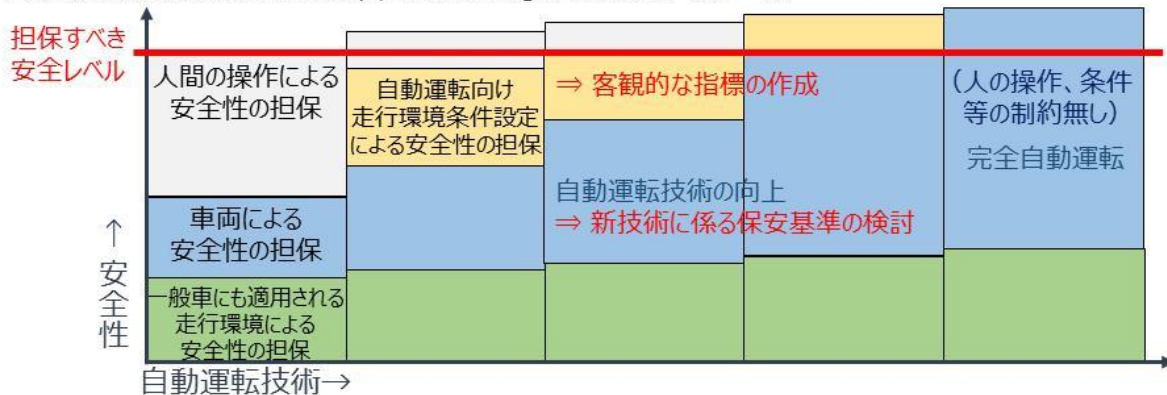 担保すべき
安全レベル
人間の操作による
安全性の担保
自動運転向け
走行環境条件設定
による安全性の担保
⇒ 客観的な指標の作成
(人の操作、条件
等の制約無し)
完全自動運転
自動運転技術の向上
⇒ 新技術に係る保安基準の検討
車両による
安全性の担保
一般車にも適用される
走行環境による
安全性の担保
↑
安全性
自動運転技術→